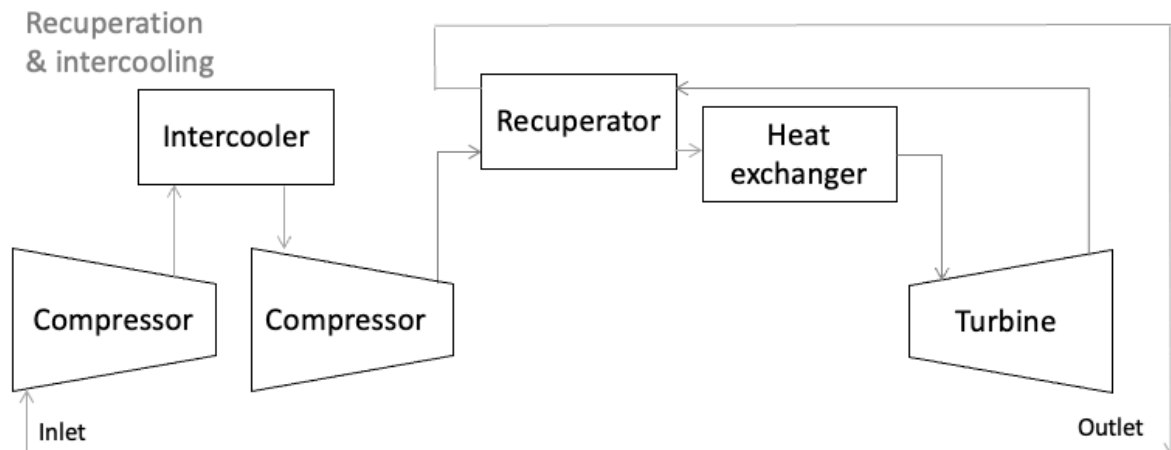 Recuperation
& intercooling
Intercooler
Recuperator
Heat
exchanger
Compressor
Compressor
Turbine
Inlet
Outlet